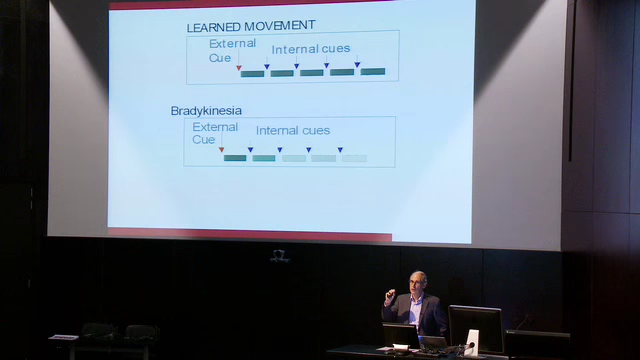 LEARNED MOVEMENT
External
Cue
Internal cues
Bradykinesia
External
Cue
Internal cues